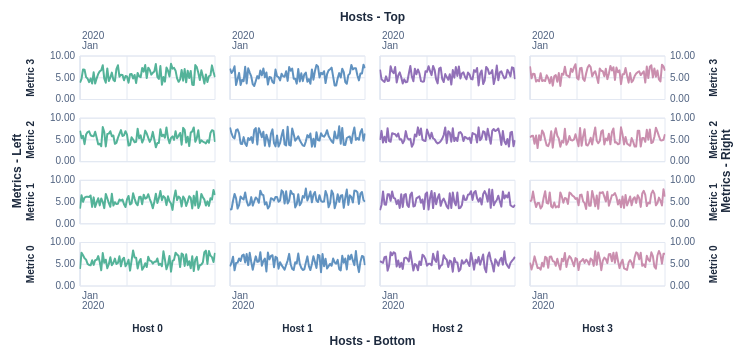 Hosts - Top
2020 2020 2020 2020
Jan Jan Jan Jan
10.00 10.00
5.00 5.00
0.00 0.00
Metric 3 Metric 3
10.00 10.00
5.00 5.00
0.00 0.00
Metric 2 Metric 2
Metrics - Left Metrics - Right
10.00 10.00
5.00 5.00
0.00 0.00
Metric 1 Metric 1
10.00 10.00
5.00 5.00
0.00 0.00
Metric 0 Metric 0
Jan Jan Jan Jan
2020 2020 2020 2020
Host 0 Host 1 Host 2 Host 3
Hosts - Bottom